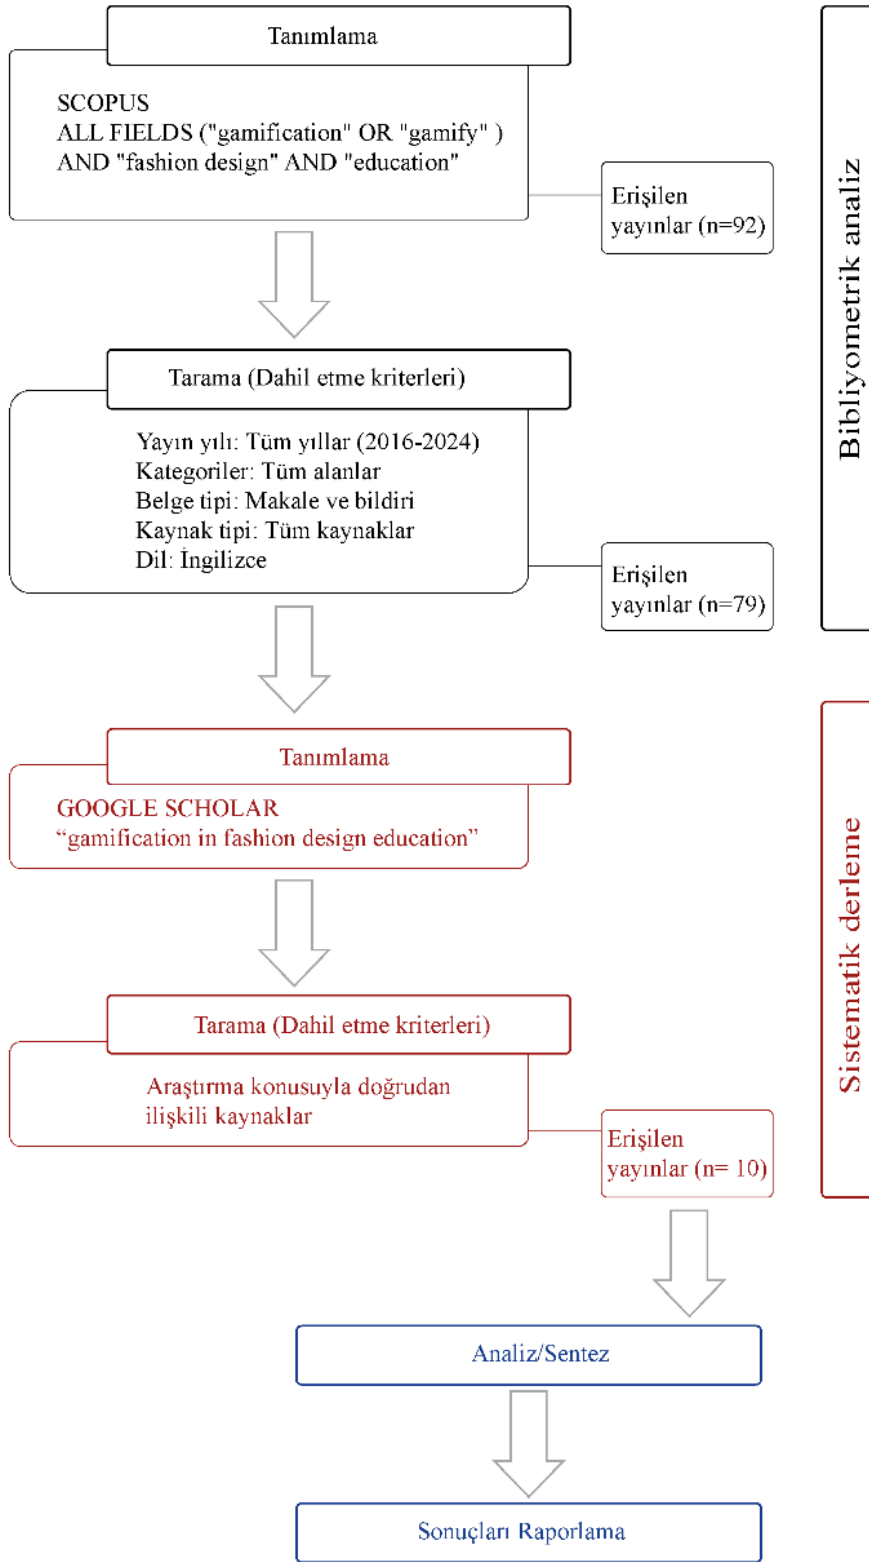 Tanımlama
SCOPUS
ALL FIELDS ("gamification" OR "gamify" )
AND "fashion design" AND "education"
Erişilen
yayınlar (n=92)
Tarama (Dahil etme kriterleri)
Yayın yılı: Tüm yıllar (2016-2024)
Kategoriler: Tüm alanlar
Belge tipi: Makale ve bildiri
Kaynak tipi: Tüm kaynaklar
Dil: İngilizce
Erişilen
yayınlar (n=79)
Bibliyometrik analiz
Tanımlama
GOOGLE SCHOLAR
“gamification in fashion design education”
Tarama (Dahil etme kriterleri)
Araştırma konusuyla doğrudan
ilişkili kaynaklar
Erişilen
yayınlar (n= 10)
Sistematik derleme
Analiz/Sentez
Sonuçları Raporlama